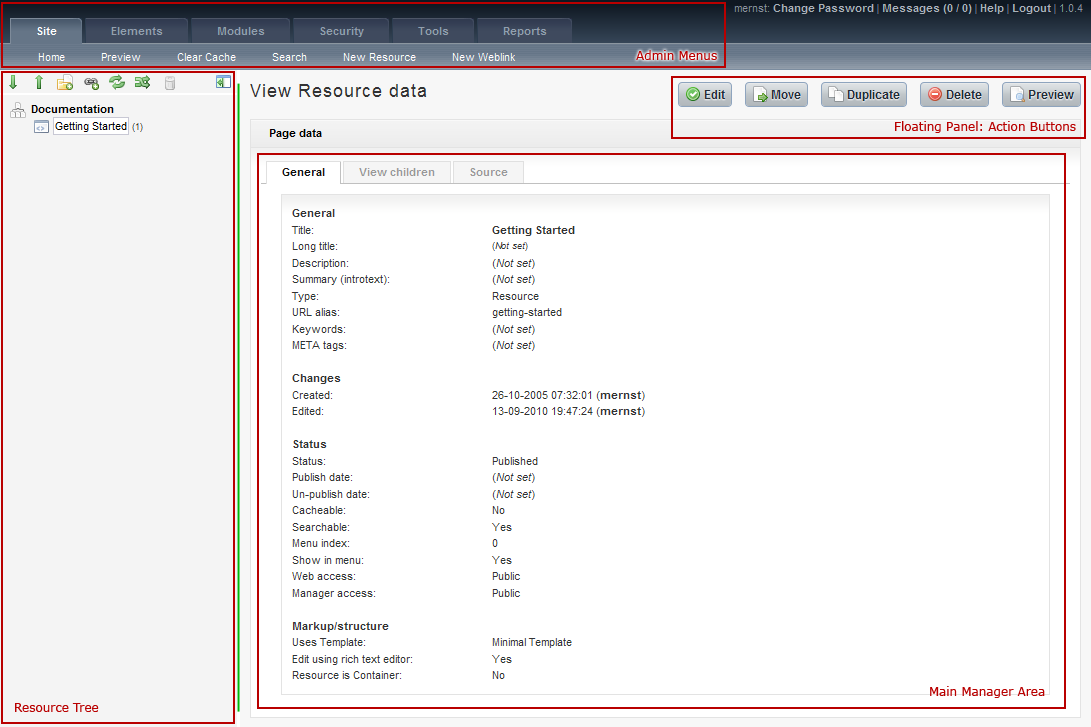 mernst: Change Password | Messages (0 / 0) | Help | Logout | 1.0.4
Site Elements Modules Security Tools Reports
Home Preview Clear Cache Search New Resource New Weblink Admin Menus
Documentation
Getting Started (1)
Resource Tree
View Resource data
Edit Move Duplicate Delete Preview
Floating Panel: Action Buttons
Page data
General View children Source
General
Title: Getting Started
Long title: (Not set)
Description: (Not set)
Summary (introtext): (Not set)
Type: Resource
URL alias: getting-started
Keywords: (Not set)
META tags: (Not set)
Changes
Created: 26-10-2005 07:32:01 (mernst)
Edited: 13-09-2010 19:47:24 (mernst)
Status
Status: Published
Publish date: (Not set)
Un-publish date: (Not set)
Cacheable: No
Searchable: Yes
Menu index: 0
Show in menu: Yes
Web access: Public
Manager access: Public
Markup/structure
Uses Template: Minimal Template
Edit using rich text editor: Yes
Resource is Container: No
Main Manager Area